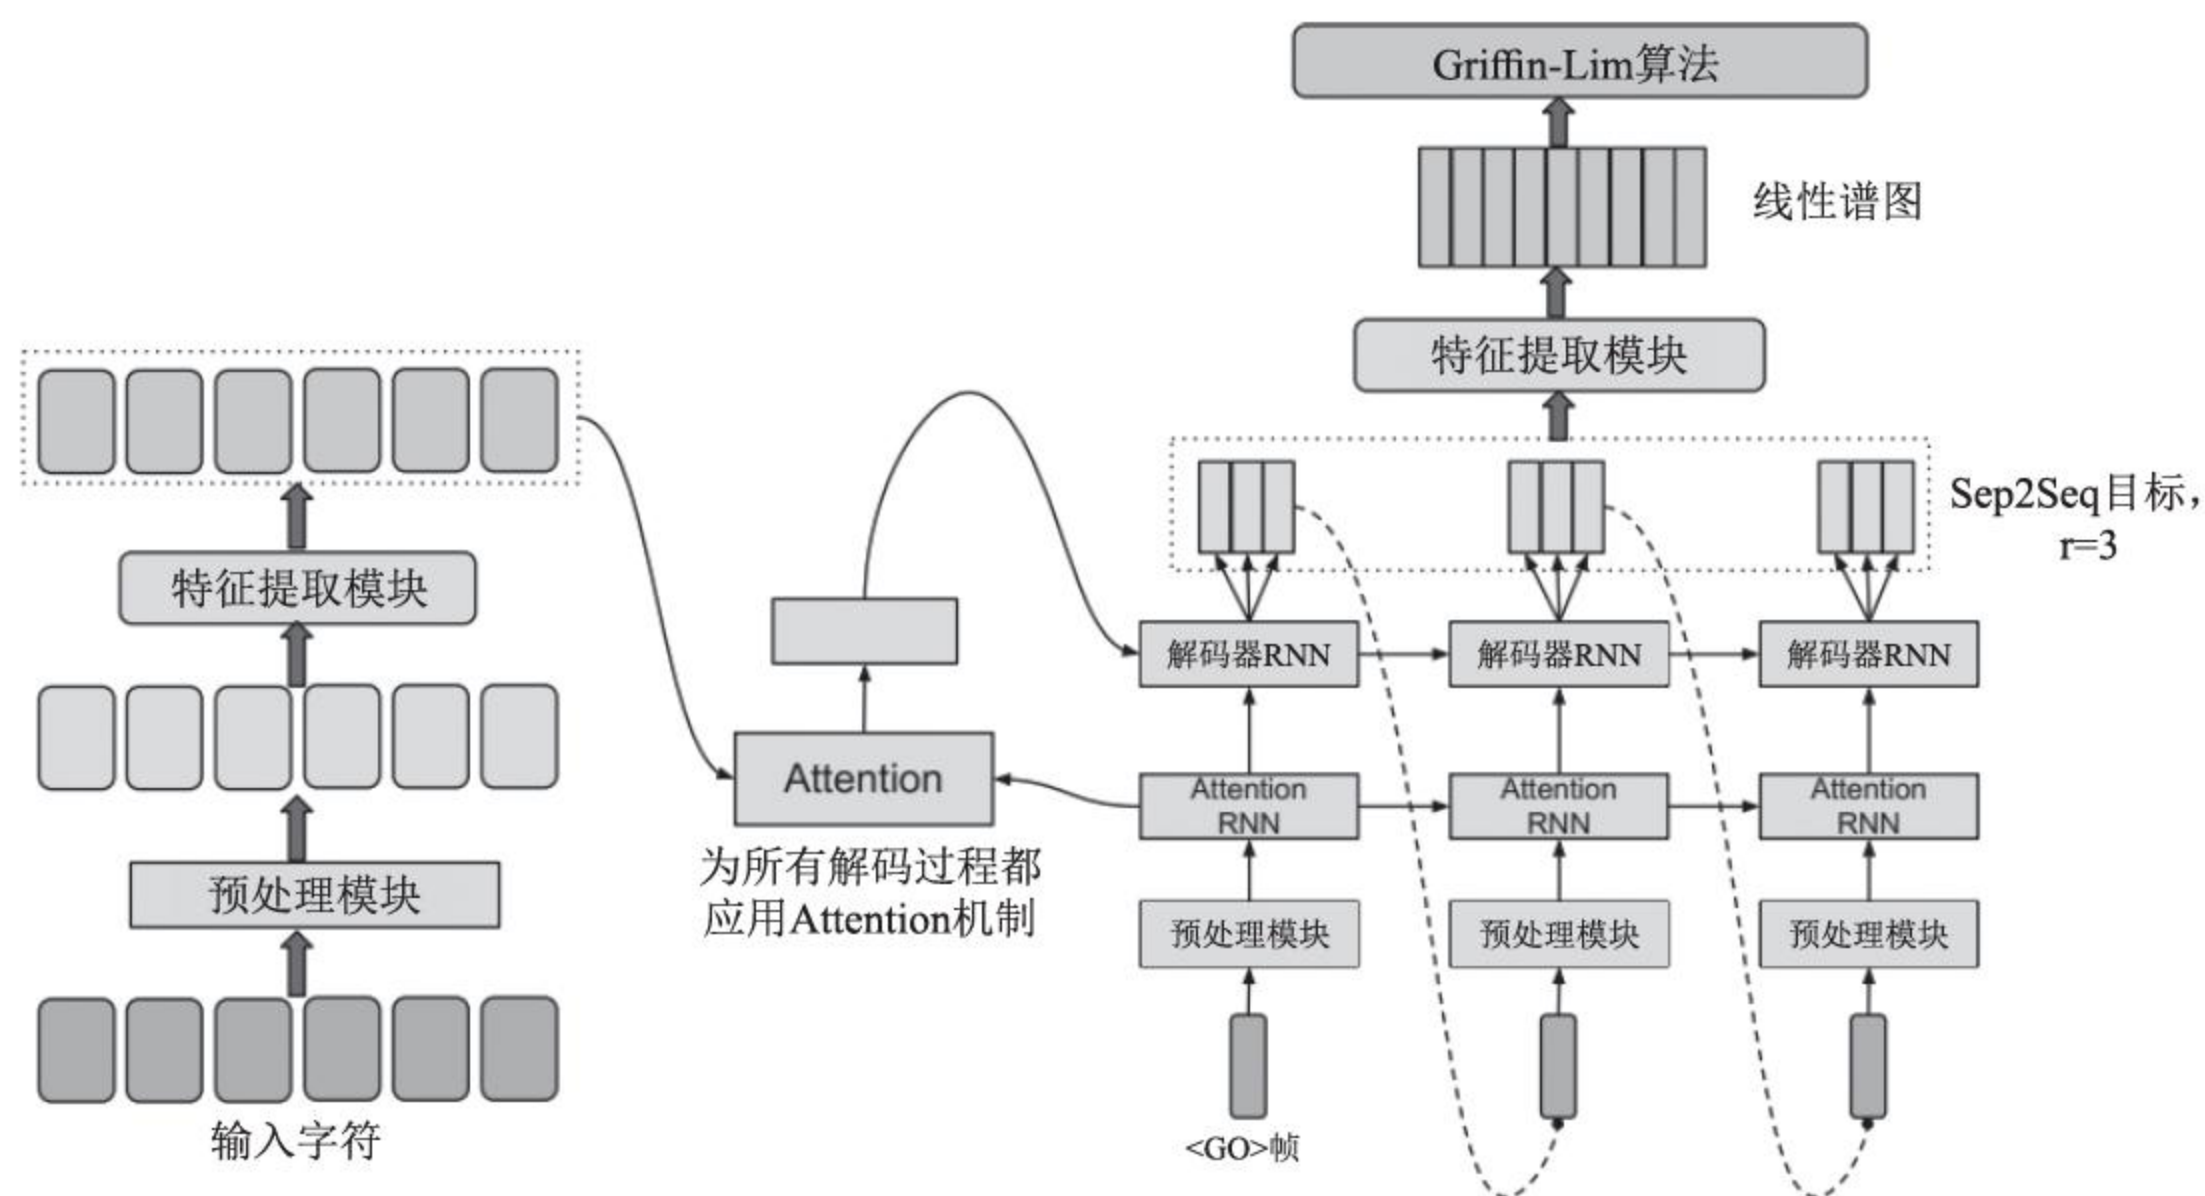 Griffin-Lim算法
线性谱图
特征提取模块
Sep2Seq目标，
r=3
特征提取模块
解码器RNN
解码器RNN
解码器RNN
Attention
Attention
RNN
Attention
RNN
Attention
RNN
为所有解码过程都
应用Attention机制
预处理模块
预处理模块
预处理模块
预处理模块
输入字符
<GO>帧